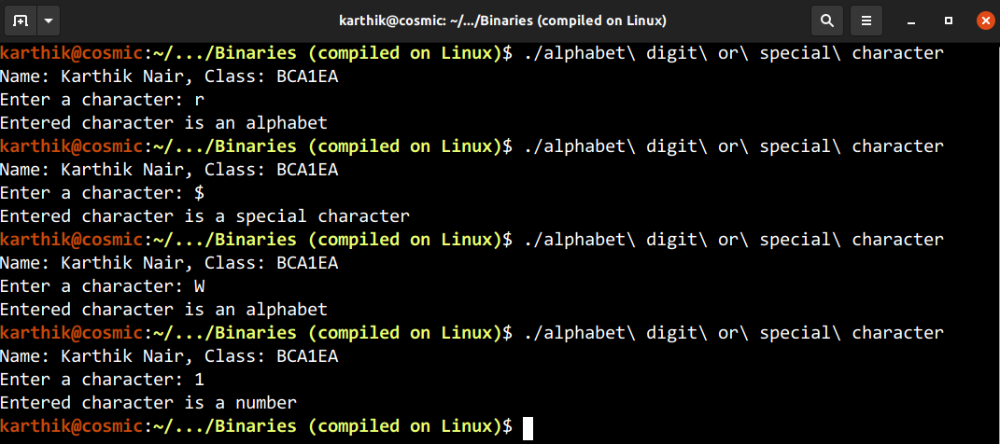 karthik@cosmic: ~/.../Binaries (compiled on Linux)
karthik@cosmic:~/.../Binaries (compiled on Linux)$ ./alphabet\ digit\ or\ special\ character
Name: Karthik Nair, Class: BCA1EA
Enter a character: r
Entered character is an alphabet
karthik@cosmic:~/.../Binaries (compiled on Linux)$ ./alphabet\ digit\ or\ special\ character
Name: Karthik Nair, Class: BCA1EA
Enter a character: $
Entered character is a special character
karthik@cosmic:~/.../Binaries (compiled on Linux)$ ./alphabet\ digit\ or\ special\ character
Name: Karthik Nair, Class: BCA1EA
Enter a character: W
Entered character is an alphabet
karthik@cosmic:~/.../Binaries (compiled on Linux)$ ./alphabet\ digit\ or\ special\ character
Name: Karthik Nair, Class: BCA1EA
Enter a character: 1
Entered character is a number
karthik@cosmic:~/.../Binaries (compiled on Linux)$